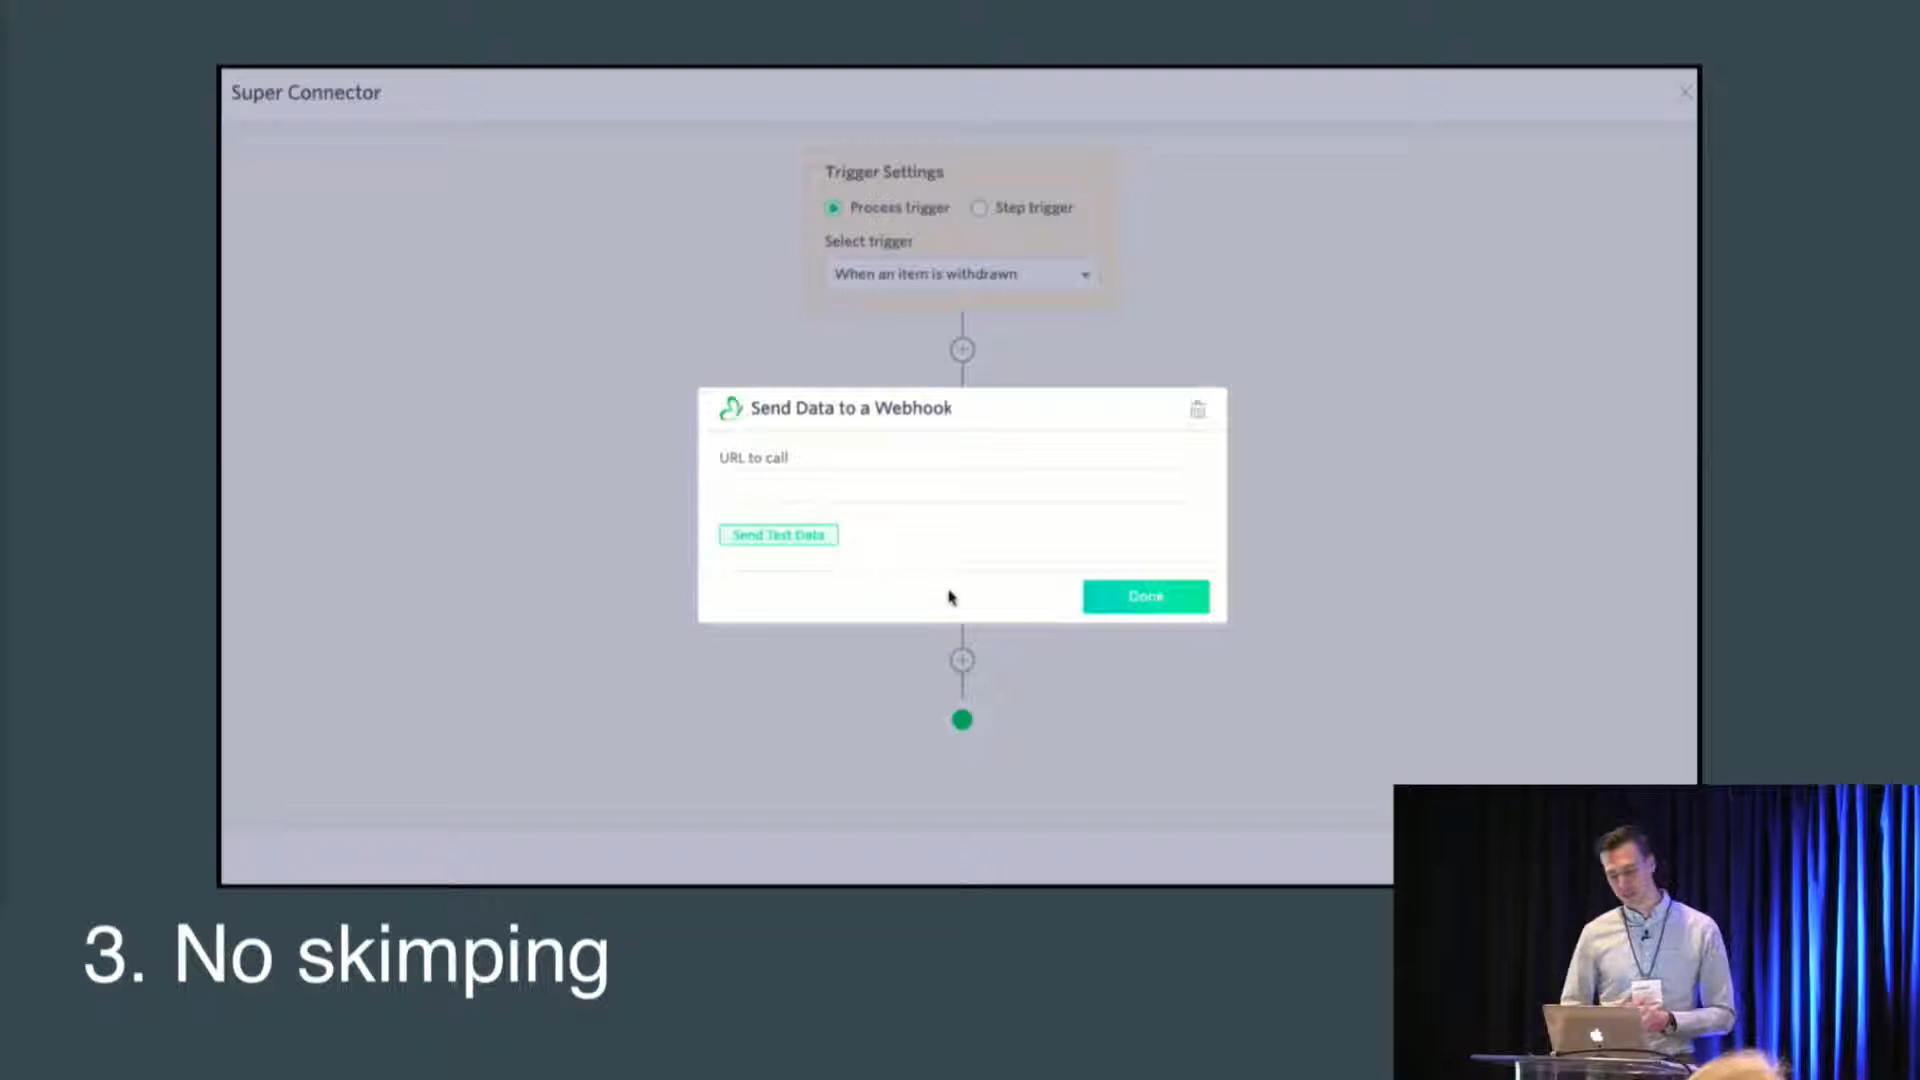 Super Connector
Trigger Settings
Process trigger Step trigger
Select trigger
When an item is withdrawn
Send Data to a Webhook
URL to call
Send Test Data
Done
3. No skimping